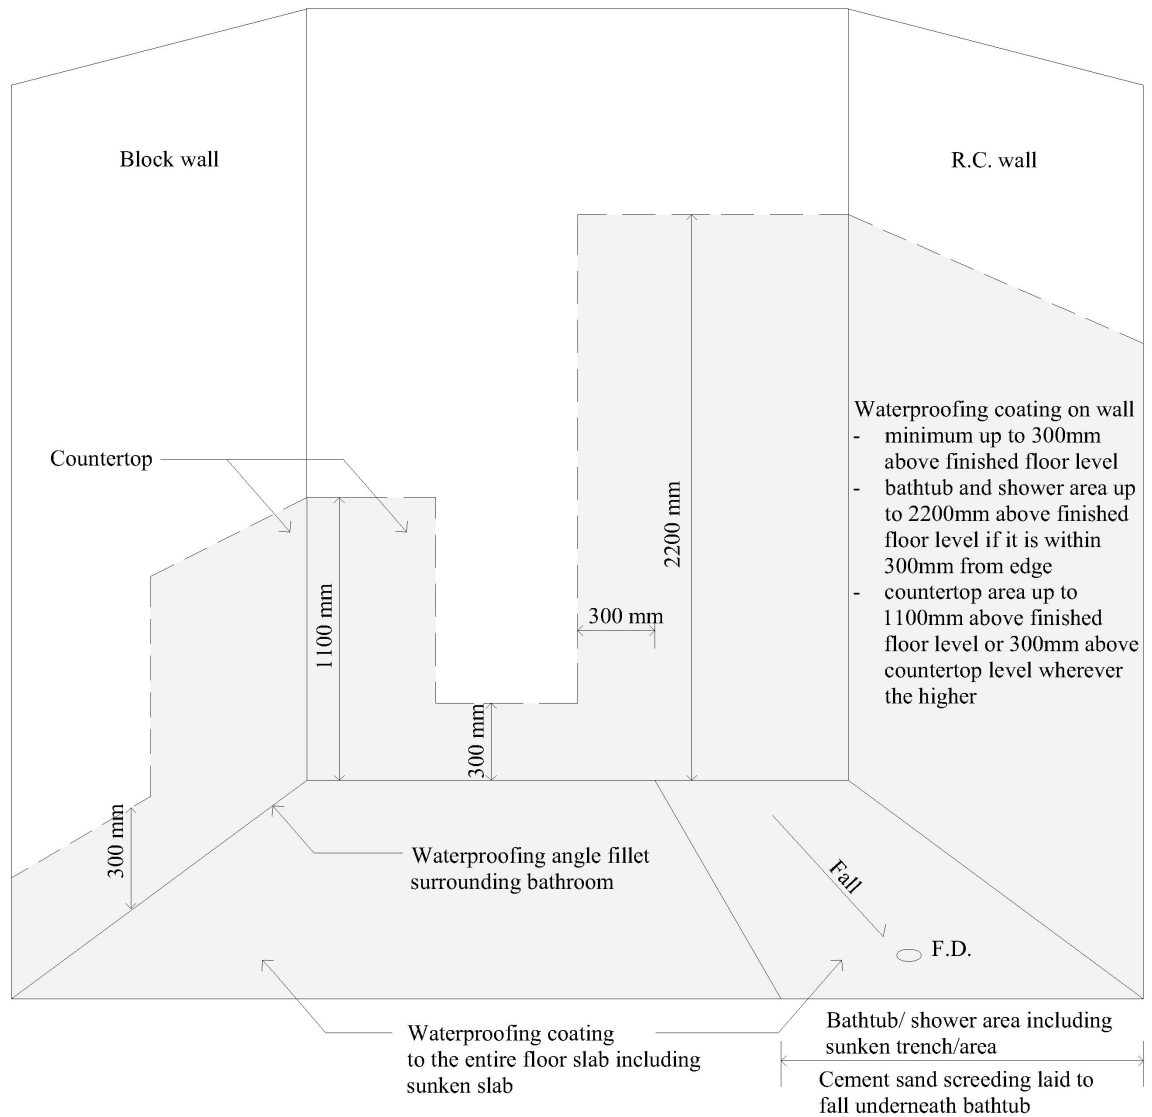 Block wall
R.C. wall
Waterproofing coating on wall
- minimum up to 300mm
above finished floor level
- bathtub and shower area up
to 2200mm above finished
floor level if it is within
300mm from edge
- countertop area up to
1100mm above finished
floor level or 300mm above
countertop level wherever
the higher
Countertop
2200 mm
1100 mm
300 mm
300 mm
300 mm
Waterproofing angle fillet
surrounding bathroom
Fall
F.D.
Waterproofing coating
to the entire floor slab including
sunken slab
Bathtub/ shower area including
sunken trench/area
Cement sand screeding laid to
fall underneath bathtub